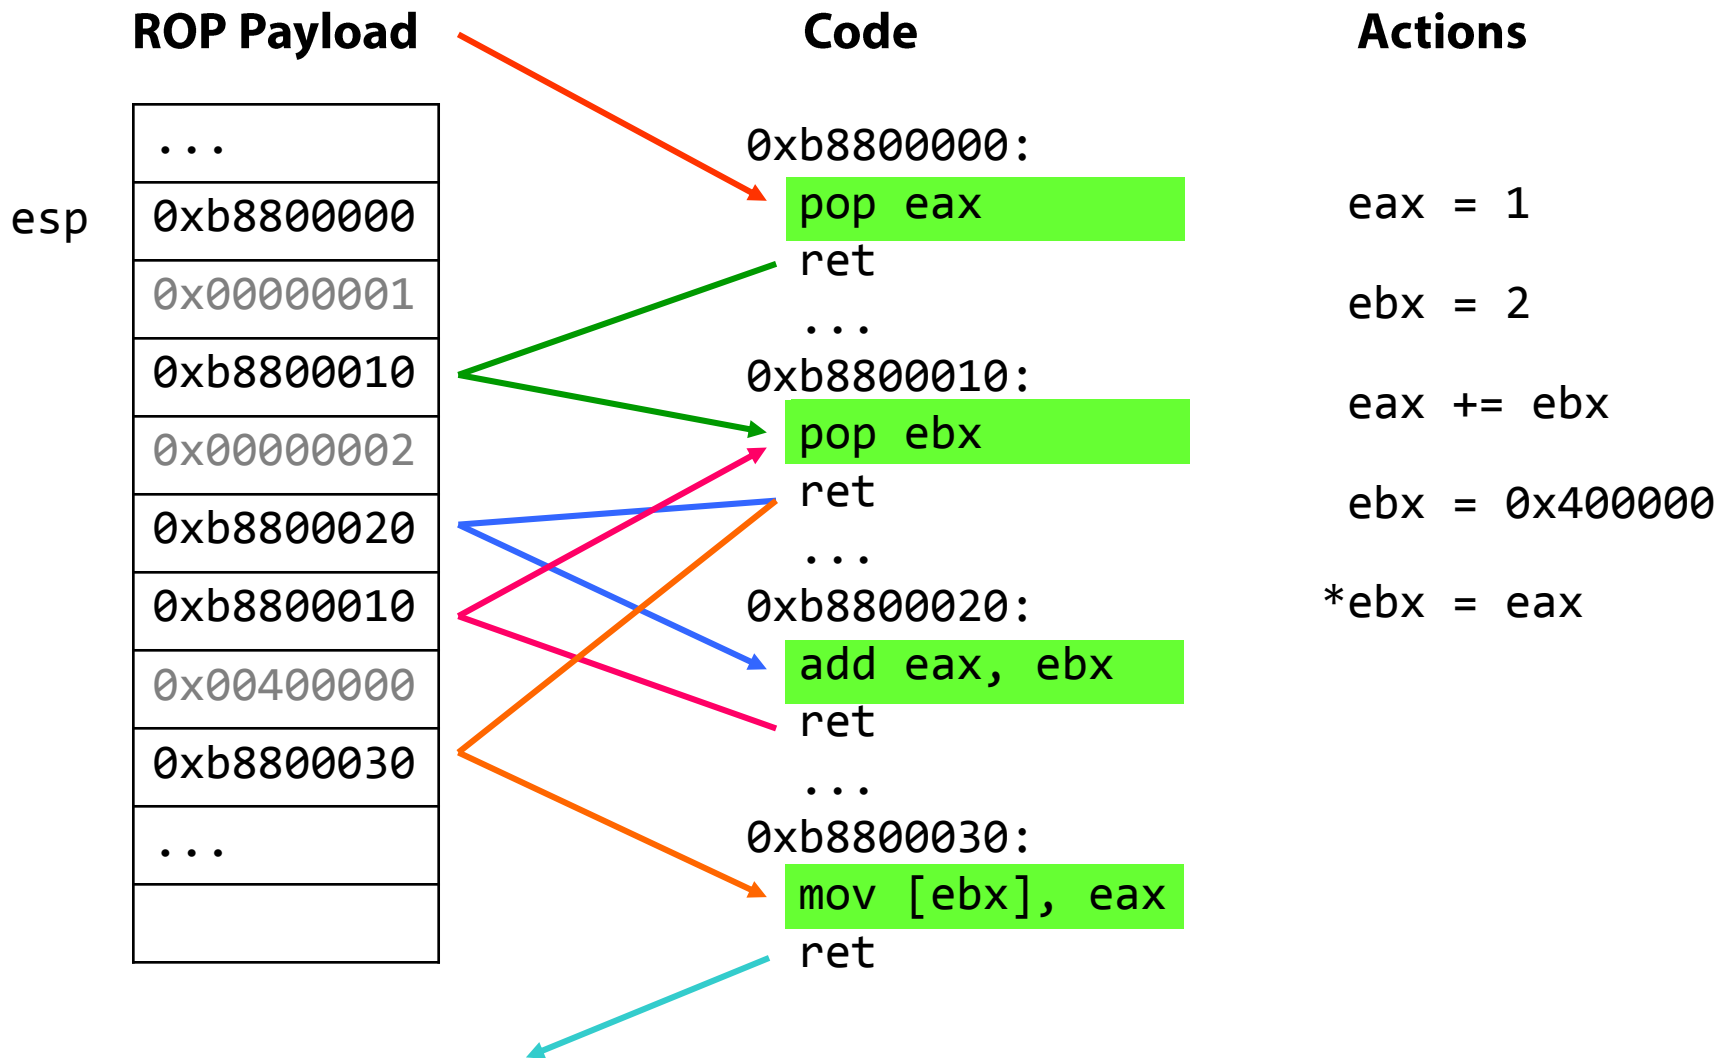 ROP Payload
...
esp
0xb8800000
0x00000001
0xb8800010
0x00000002
0xb8800020
0xb8800010
0x00400000
0xb8800030
...
Code
0xb8800000:
pop eax
ret
...
0xb8800010:
pop ebx
ret
...
0xb8800020:
add eax, ebx
ret
...
0xb8800030:
mov [ebx], eax
ret
Actions
eax = 1
ebx = 2
eax += ebx
ebx = 0x400000
*ebx = eax